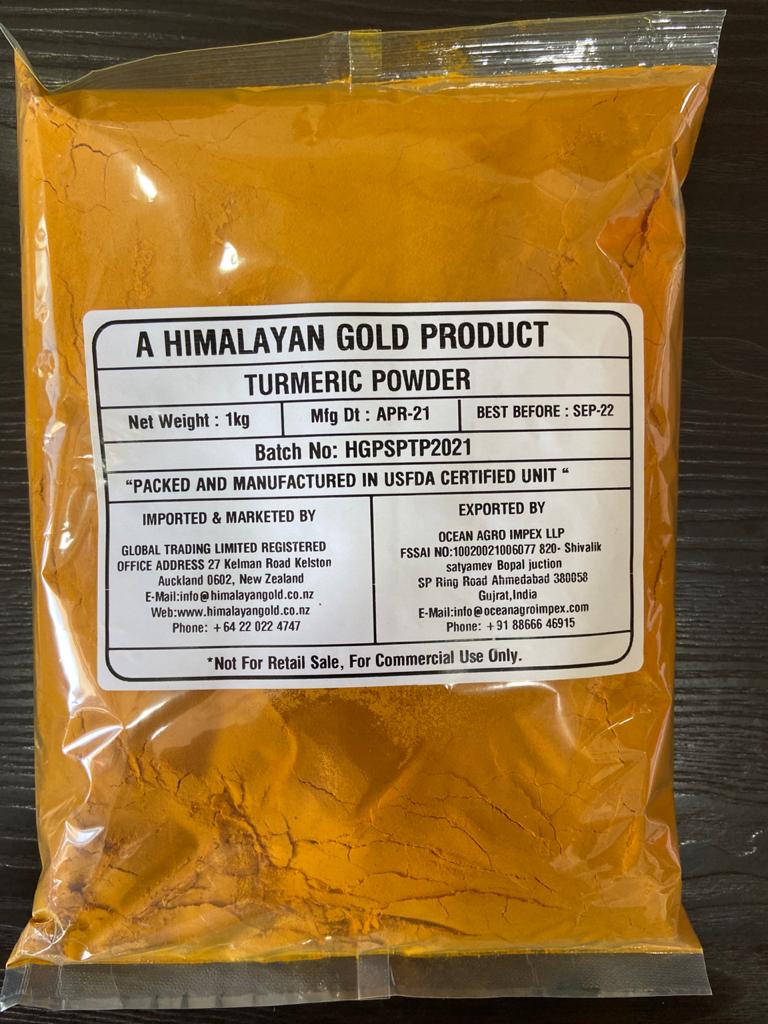 A HIMALAYAN GOLD PRODUCT
TURMERIC POWDER
Net Weight : 1kg
Mfg Dt : APR-21
BEST BEFORE : SEP-22
Batch No: HGPSPTP2021
“PACKED AND MANUFACTURED IN USFDA CERTIFIED UNIT “
IMPORTED & MARKETED BY
GLOBAL TRADING LIMITED REGISTERED
OFFICE ADDRESS 27 Kelman Road Kelston
Auckland 0602, New Zealand
E-Mail:info@himalayangold.co.nz
Web:www.himalayangold.co.nz
Phone: +64 22 022 4747
EXPORTED BY
OCEAN AGRO IMPEX LLP
FSSAI NO:10020021006077 820- Shivalik
satyamev Bopal juction
SP Ring Road Ahmedabad 380058
Gujrat,India
E-Mail:info@oceanagroimpex.com
Phone: +91 88666 46915
*Not For Retail Sale, For Commercial Use Only.